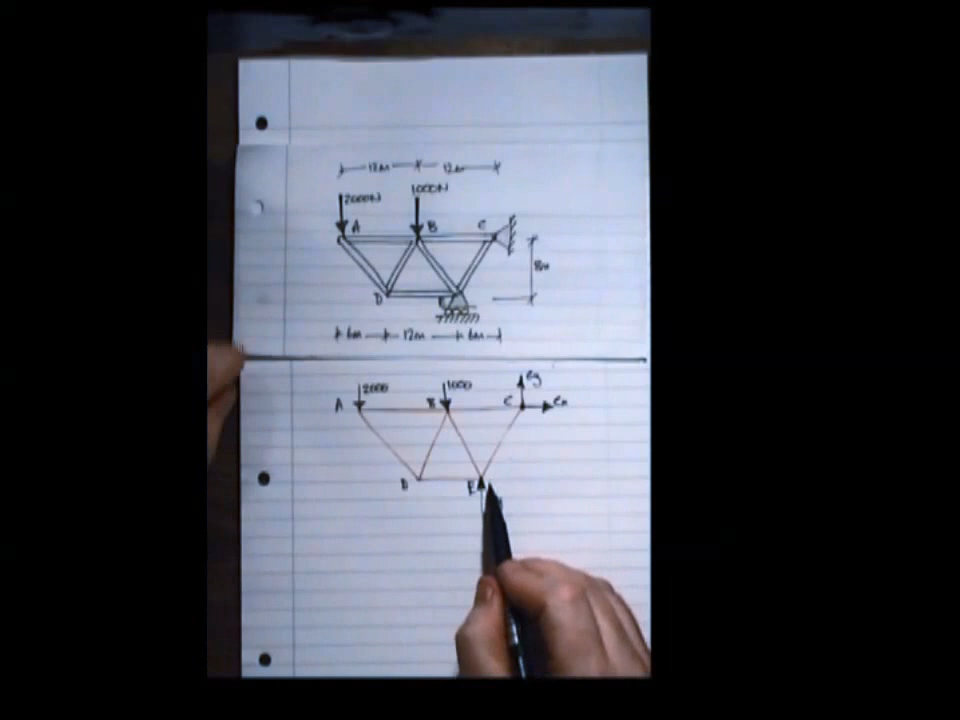 12m 12m
2000N 1000N
A B C
8m
D E
6m 12m 6m
2000 1000 Cy
A B C Cx
D E